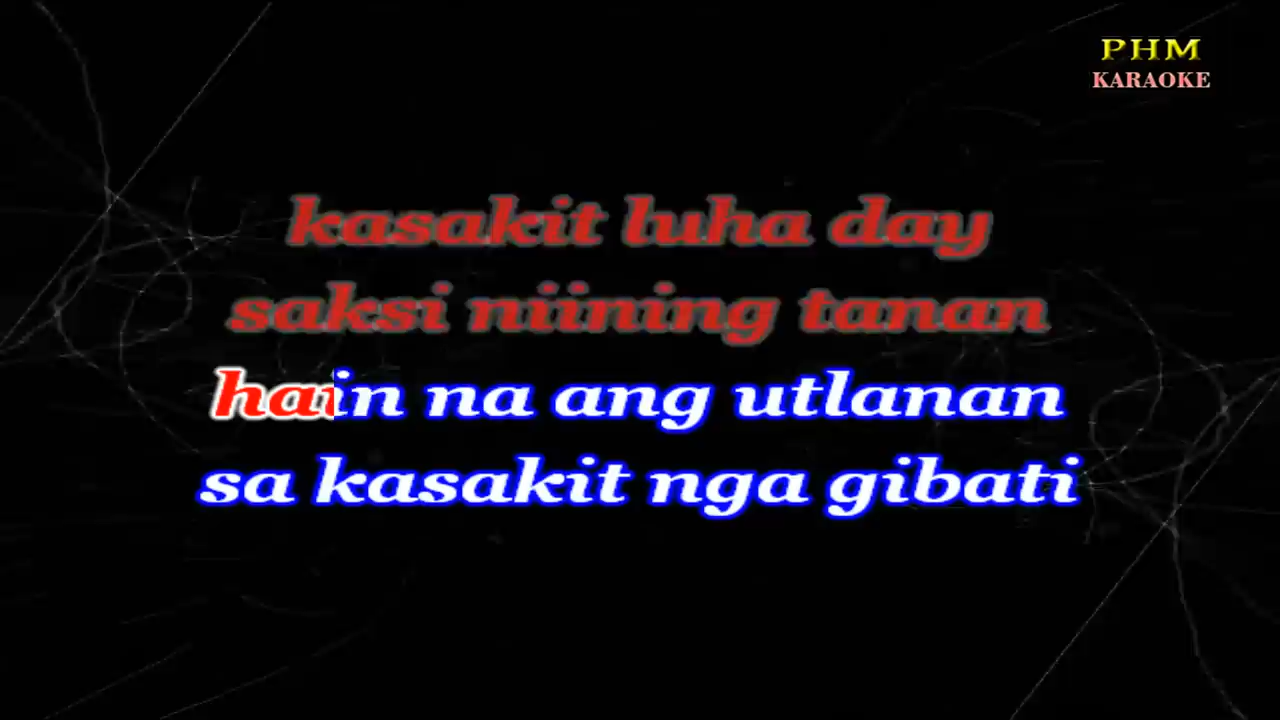 PHM
KARAOKE
kasakit luha day
saksi niining tanan
hain na ang utlanan
sa kasakit nga gibati